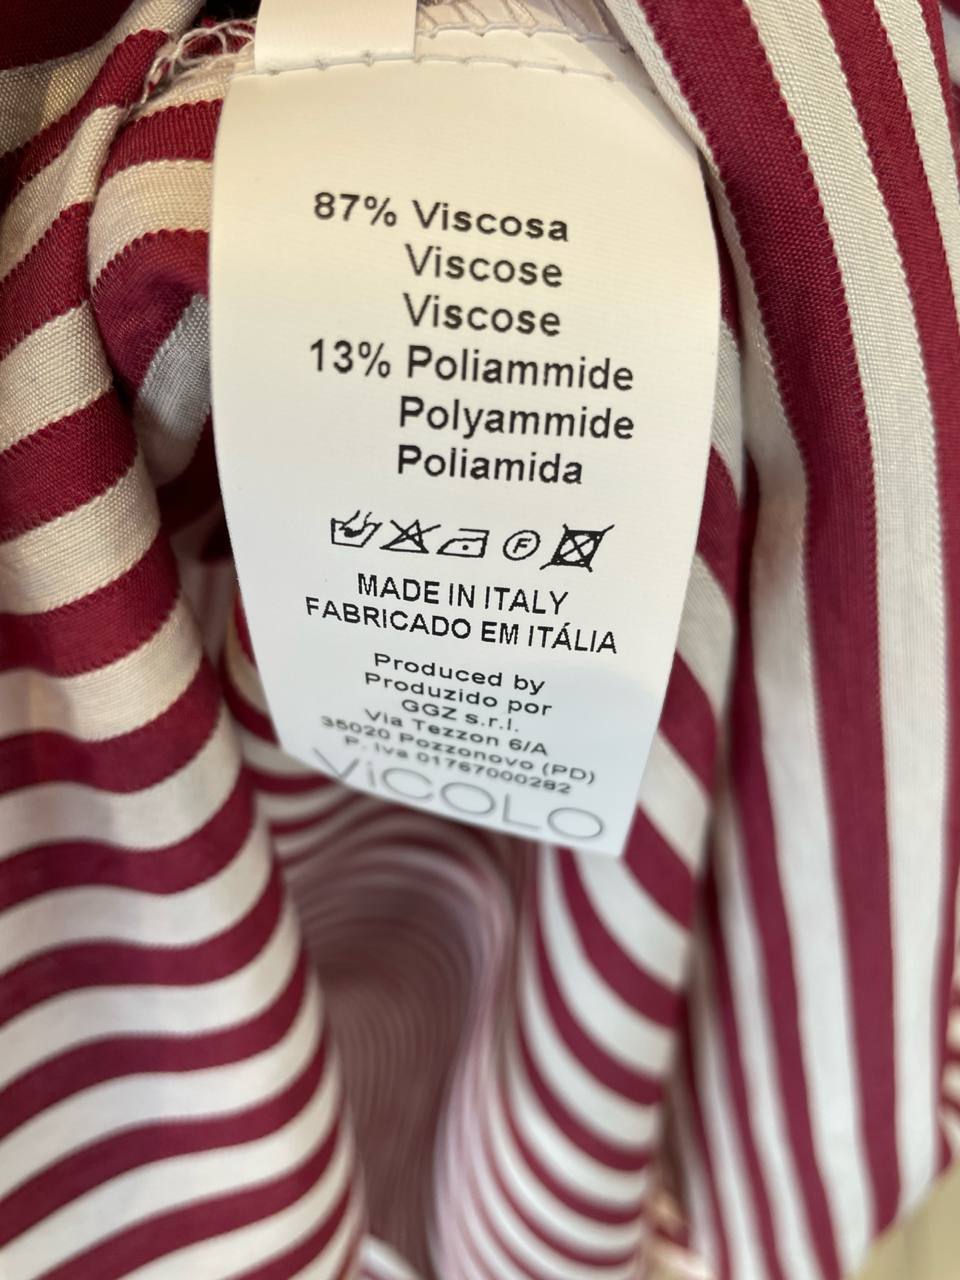 87% Viscosa
Viscose
Viscose
13% Poliammide
Polyammide
Poliamida
F
MADE IN ITALY
FABRICADO EM ITÁLIA
Produced by
Produzido por
GGZ s.r.l.
Via Tezzon 6/A
35020 Pozzonovo (PD)
P. Iva 01767000282
ViCOLO